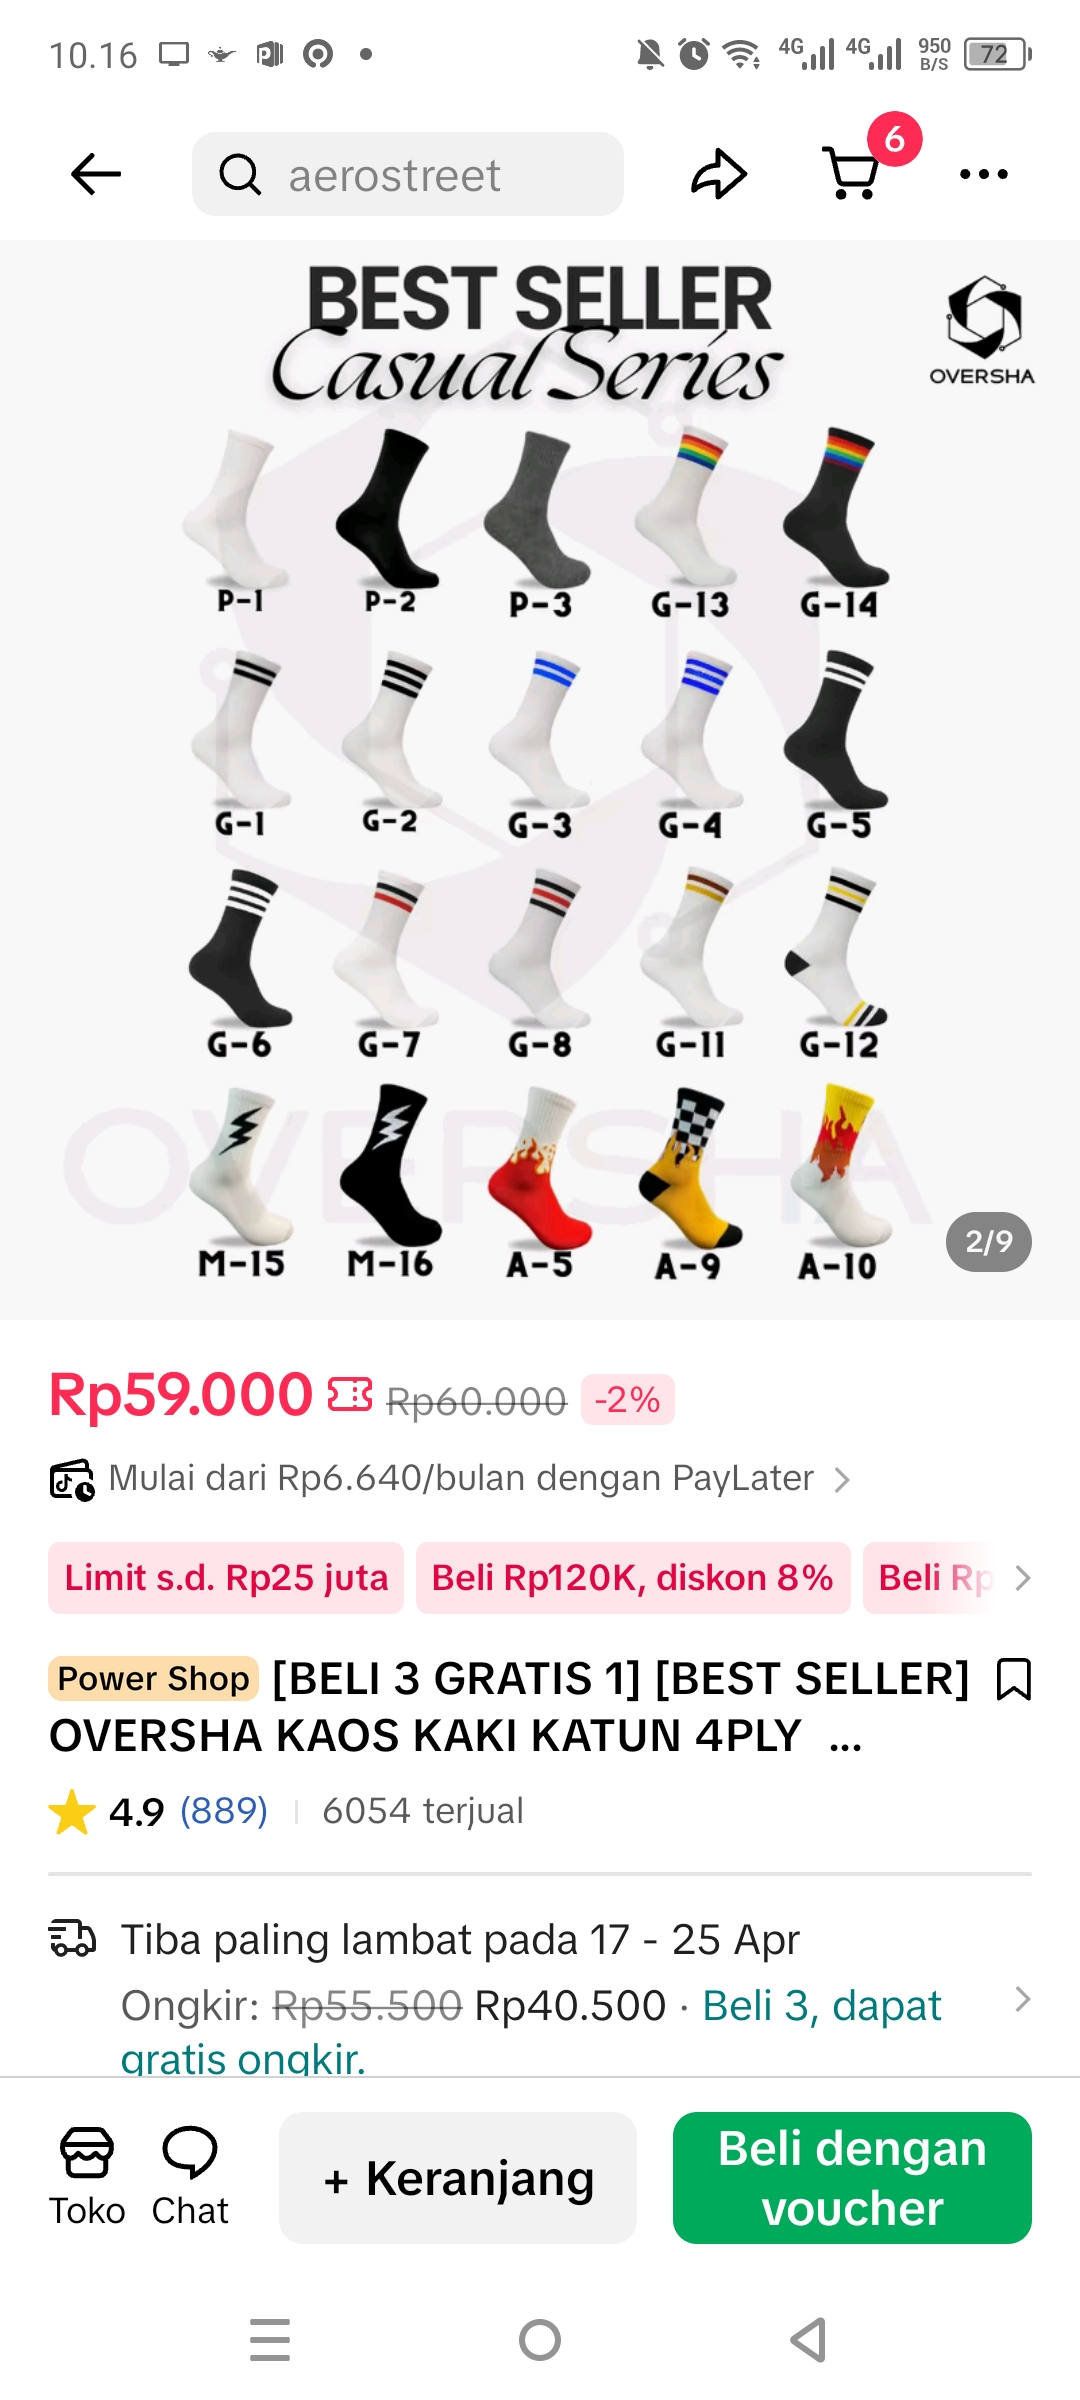 10.16
4G
4G
950
B/S
72
aerostreet
6
BEST SELLER
Casual Series
OVERSHA
P-1
P-2
P-3
G-13
G-14
G-1
G-2
G-3
G-4
G-5
G-6
G-7
G-8
G-11
G-12
OVERSHA
M-15
M-16
A-5
A-9
A-10
2/9
Rp59.000 Rp60.000 -2%
Mulai dari Rp6.640/bulan dengan PayLater
Limit s.d. Rp25 juta
Beli Rp120K, diskon 8%
Beli Rp
Power Shop [BELI 3 GRATIS 1] [BEST SELLER]
OVERSHA KAOS KAKI KATUN 4PLY ...
4.9 (889) 6054 terjual
Tiba paling lambat pada 17 - 25 Apr
Ongkir: Rp55.500 Rp40.500 · Beli 3, dapat
gratis ongkir.
Toko
Chat
+ Keranjang
Beli dengan
voucher